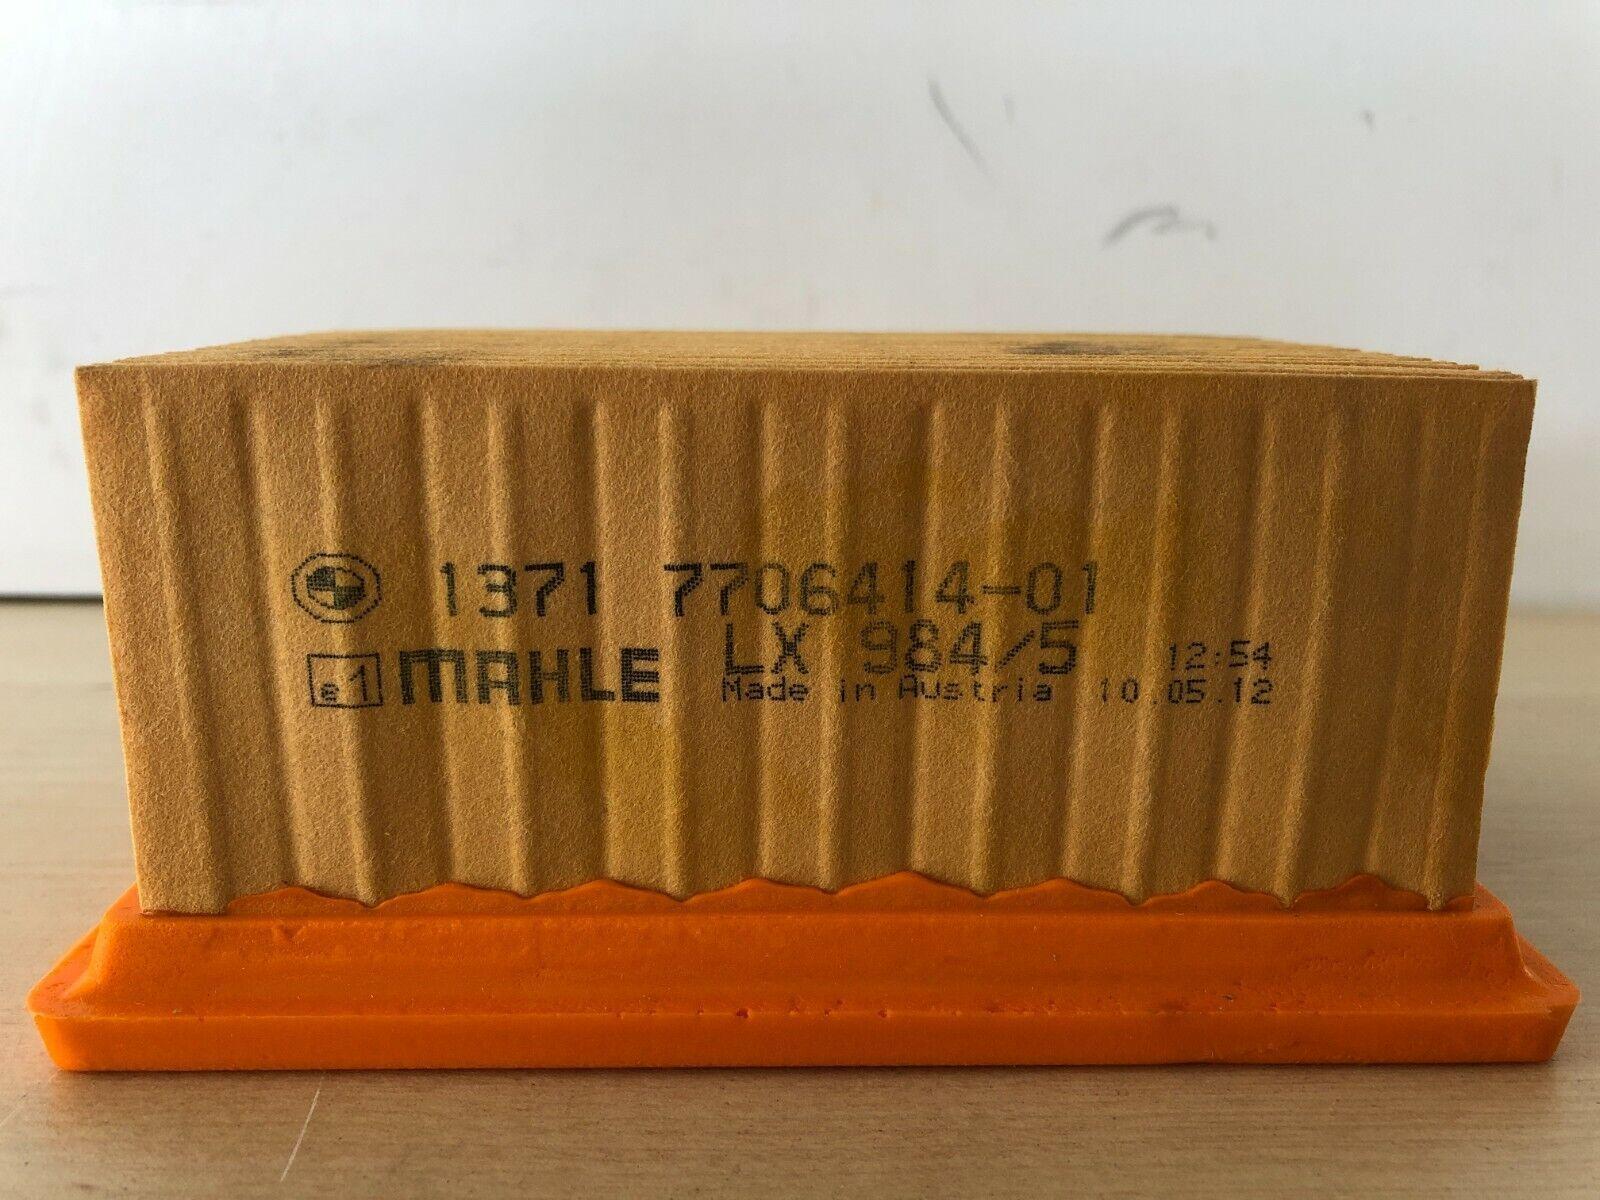 1371 7706414-01
LX 984/5 12:54
e1 MAHLE Made in Austria 10.05.12